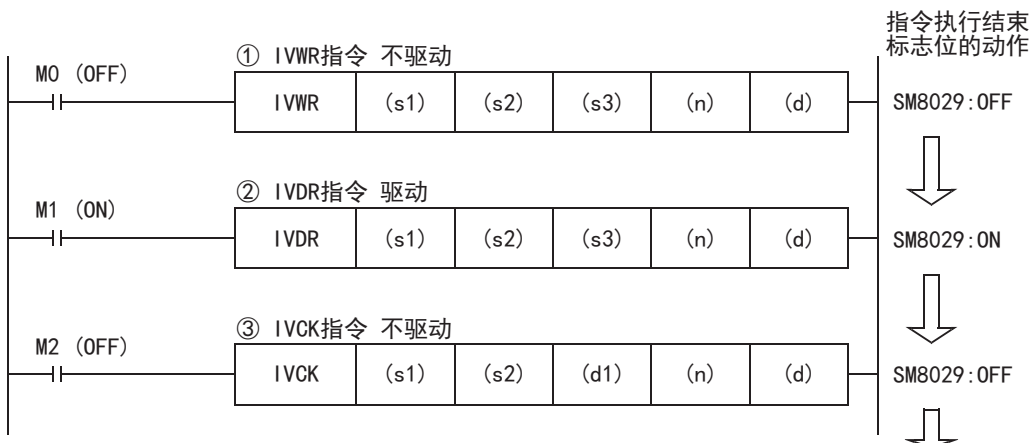 指令执行结束
标志位的动作
① IVWR指令 不驱动
M0 (OFF)
IVWR (s1) (s2) (s3) (n) (d)
SM8029:OFF
② IVDR指令 驱动
M1 (ON)
IVDR (s1) (s2) (s3) (n) (d)
SM8029:ON
③ IVCK指令 不驱动
M2 (OFF)
IVCK (s1) (s2) (d1) (n) (d)
SM8029:OFF